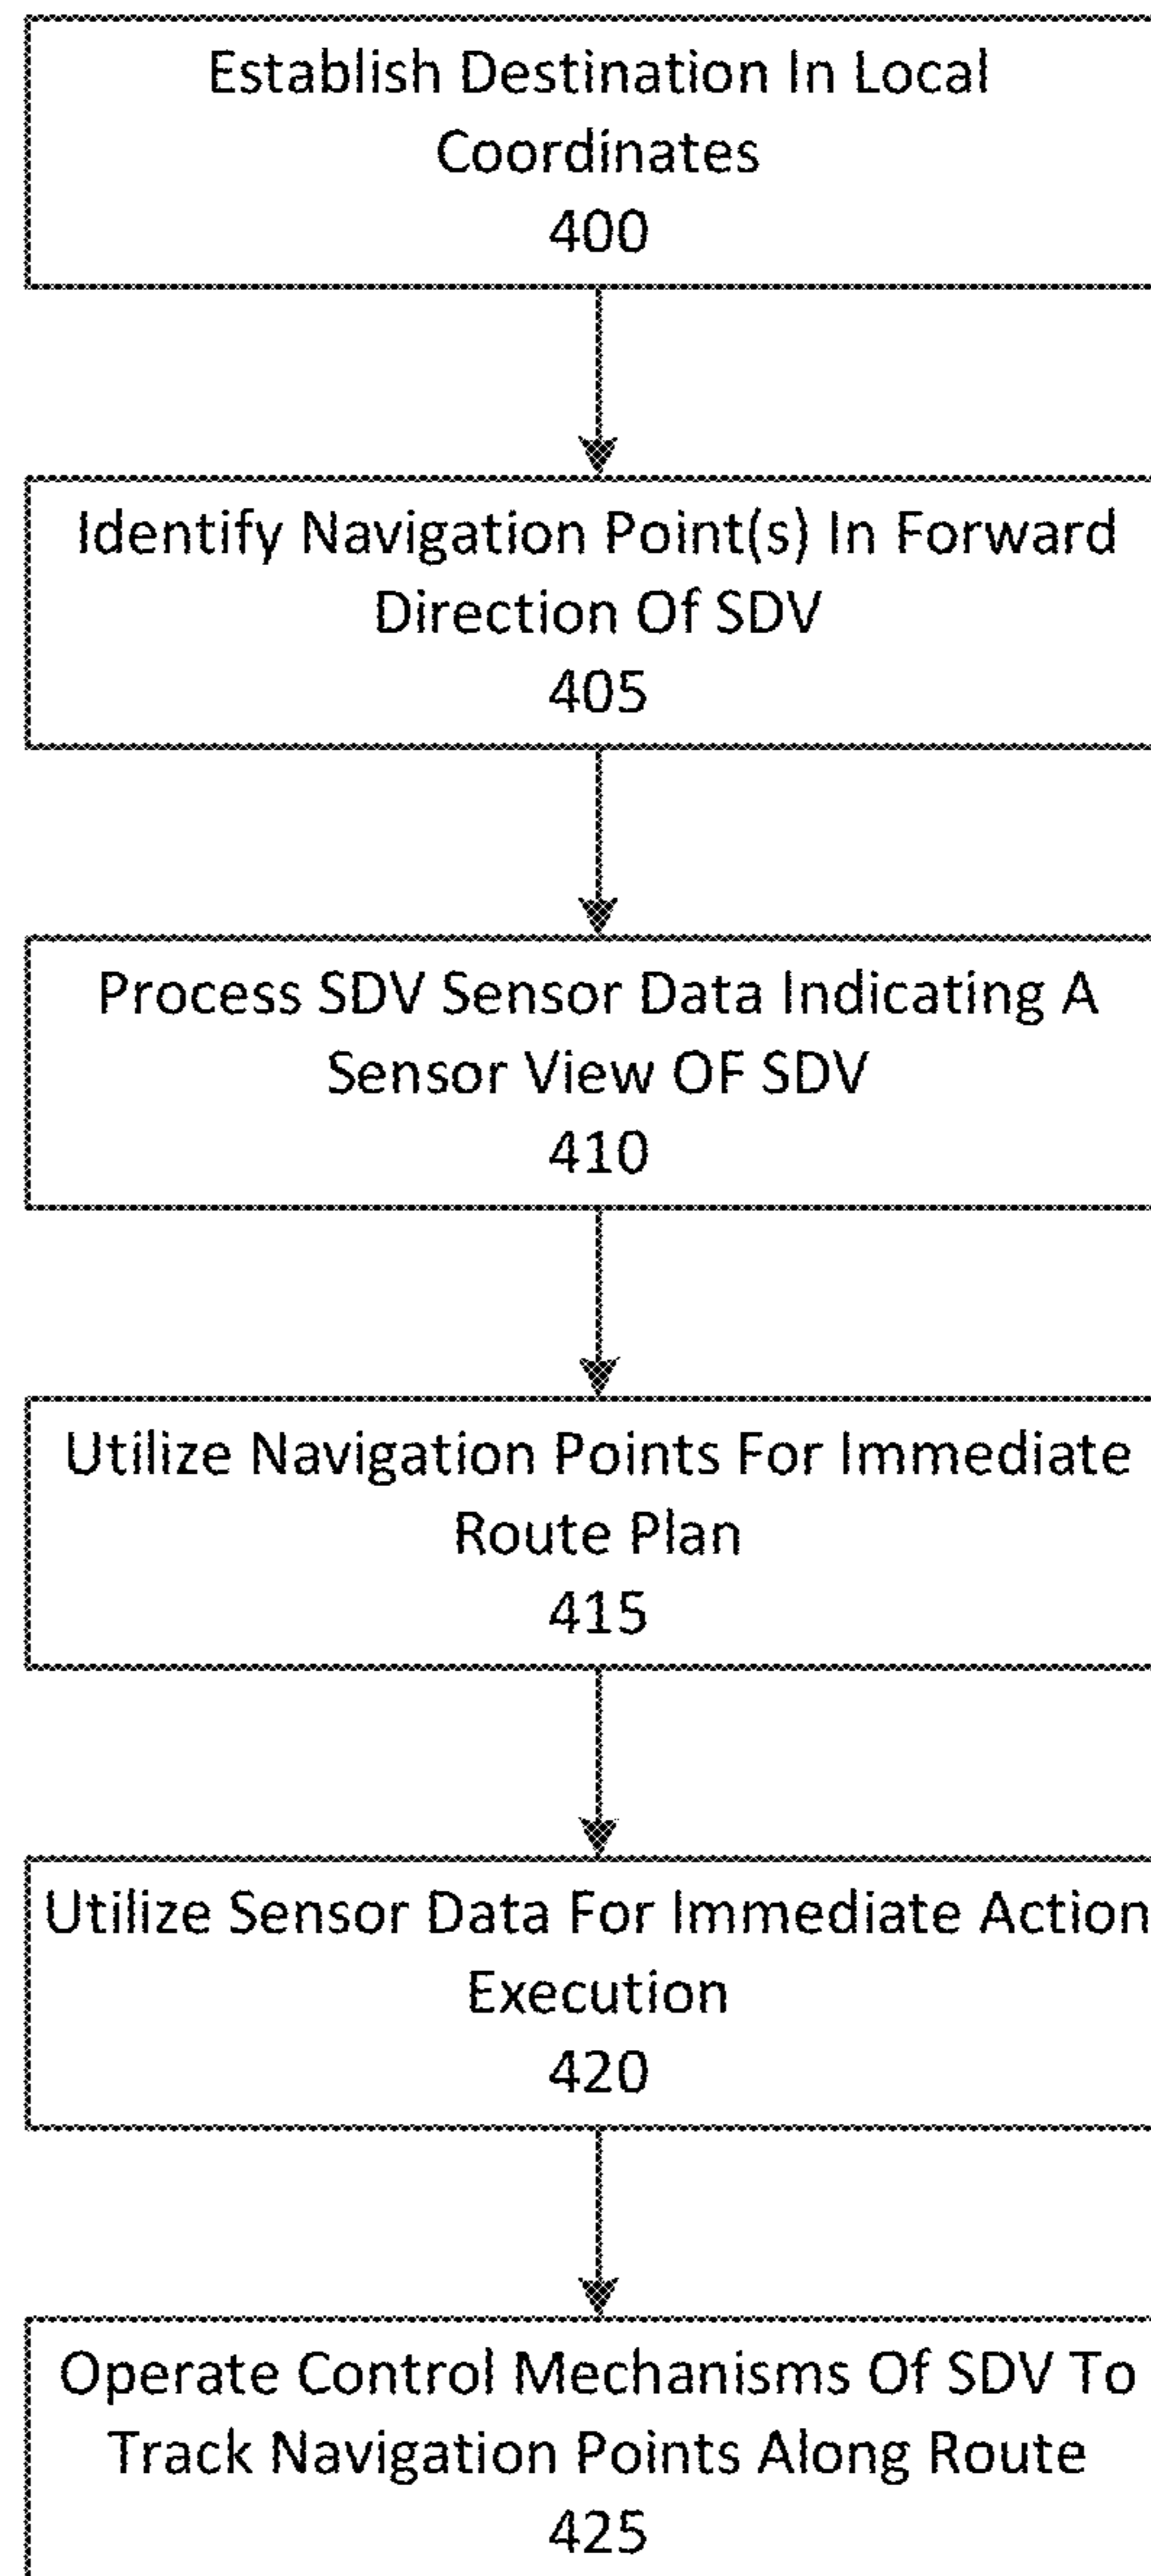 Establish Destination In Local
Coordinates
400
Identify Navigation Point(s) In Forward
Direction Of SDV
405
Process SDV Sensor Data Indicating A
Sensor View OF SDV
410
Utilize Navigation Points For Immediate
Route Plan
415
Utilize Sensor Data For Immediate Action
Execution
420
Operate Control Mechanisms Of SDV To
Track Navigation Points Along Route
425